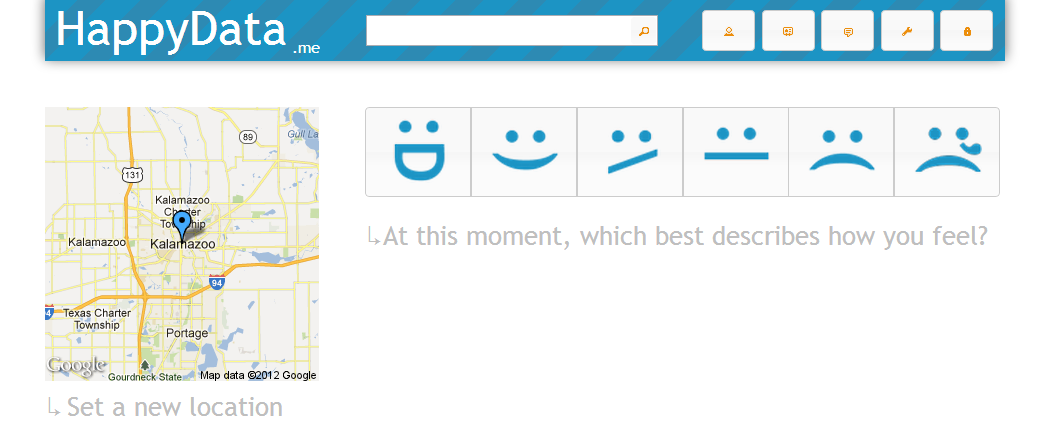 HappyData .me
89
Gull La
131
Kalamazoo
Charter
Township
Kalamazoo
Kalamazoo
94
94
Texas Charter
Township
Portage
Google
Gourdneck State
Map data ©2012 Google
↳ Set a new location
↳At this moment, which best describes how you feel?